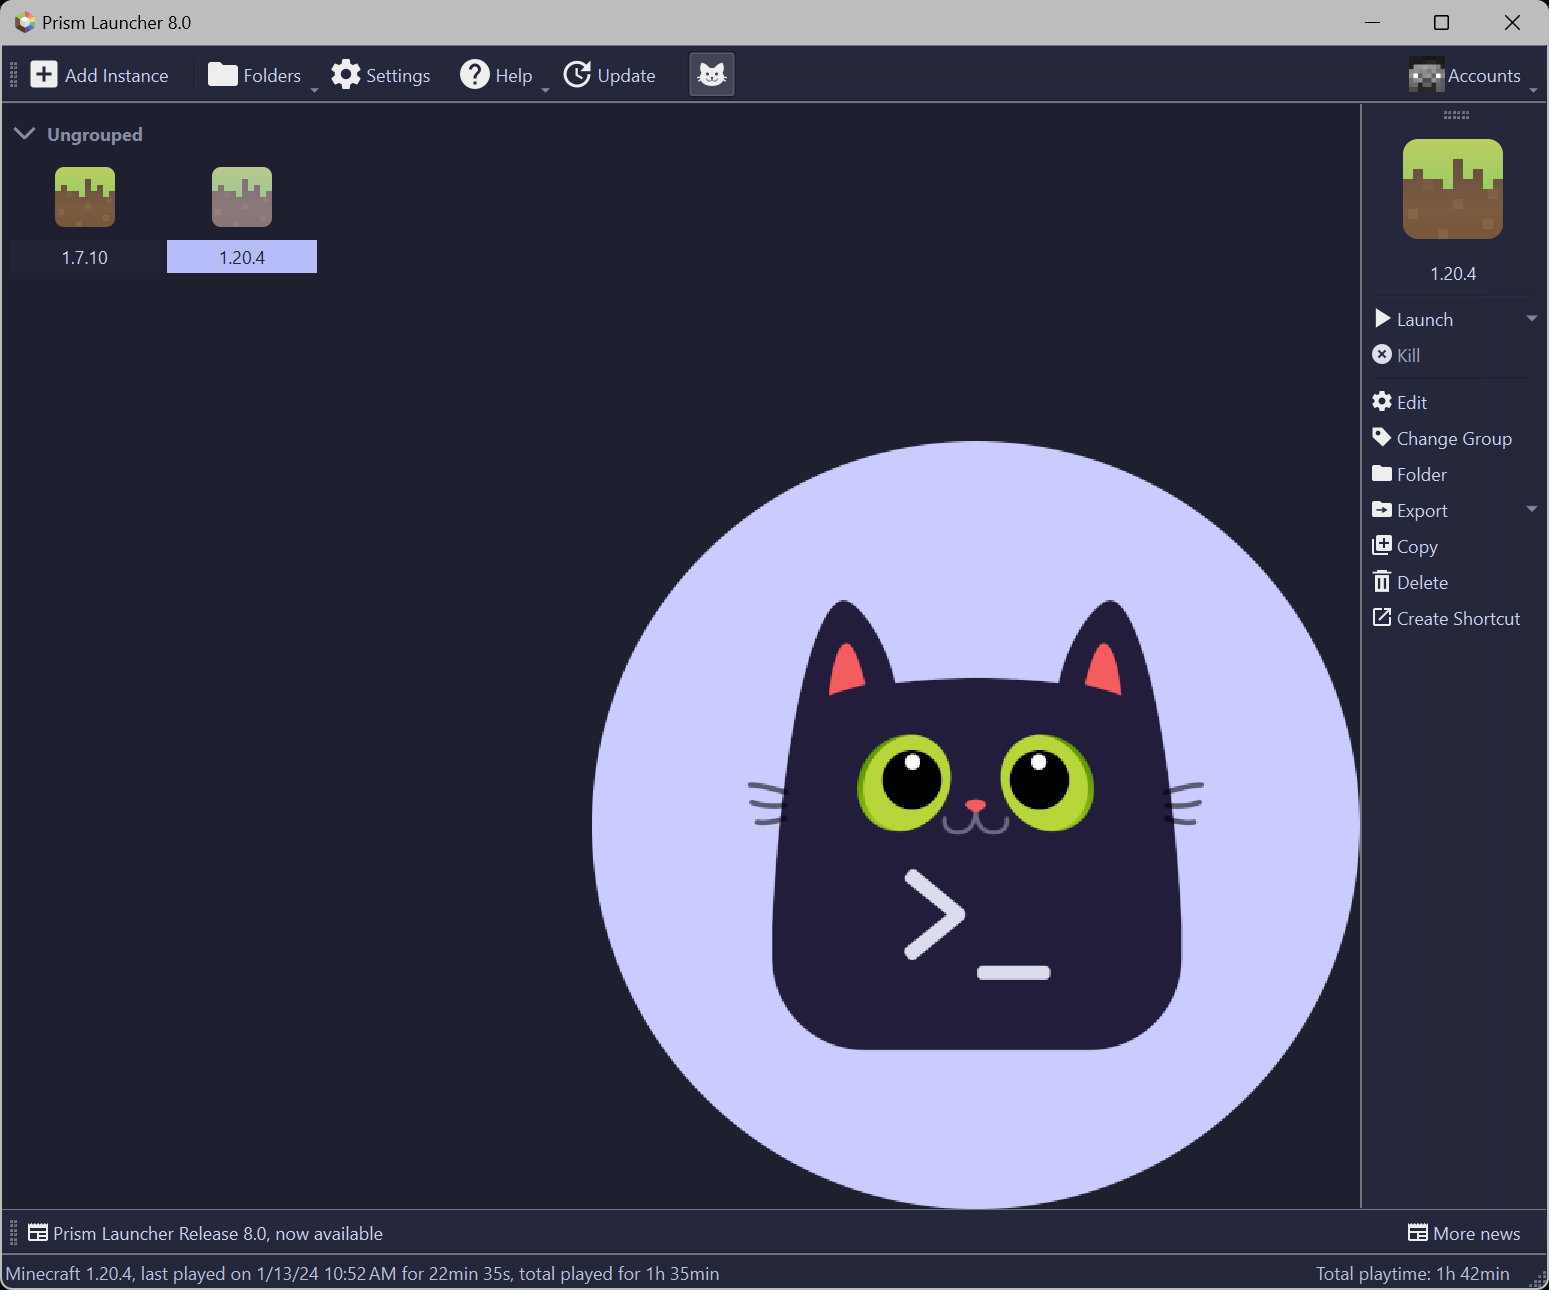 Prism Launcher 8.0
Add Instance Folders Settings Help Update Accounts
Ungrouped
1.7.10 1.20.4
1.20.4
Launch
Kill
Edit
Change Group
Folder
Export
Copy
Delete
Create Shortcut
>_
Prism Launcher Release 8.0, now available More news
Minecraft 1.20.4, last played on 1/13/24 10:52 AM for 22min 35s, total played for 1h 35min Total playtime: 1h 42min